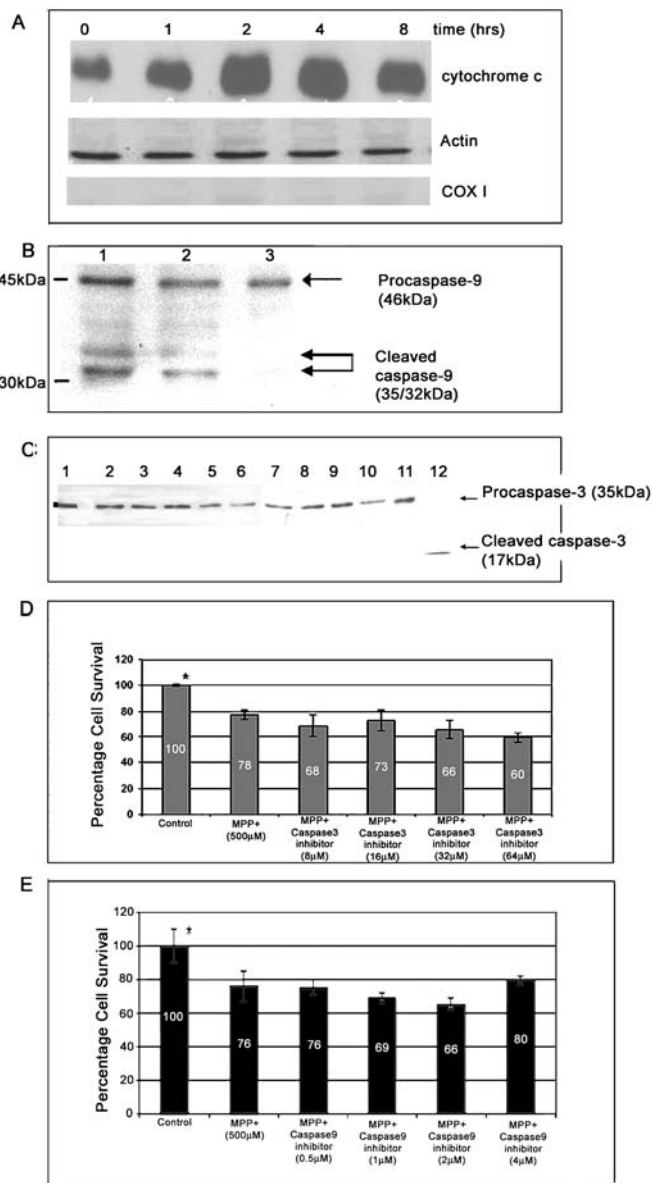 A
0 1 2 4 8 time (hrs)
cytochrome c
Actin
COX I
B
1 2 3
45kDa
Procaspase-9
(46kDa)
Cleaved
caspase-9
(35/32kDa)
30kDa
C:
1 2 3 4 5 6 7 8 9 10 11 12
Procaspase-3 (35kDa)
Cleaved caspase-3
(17kDa)
D
Percentage Cell Survival
120
100
80
60
40
20
0
*
100 78 68 73 66 60
Control
MPP+
(500µM)
MPP+
Caspase3
inhibitor
(8µM)
MPP+
Caspase3
inhibitor
(16µM)
MPP+
Caspase3
inhibitor
(32µM)
MPP+
Caspase3
inhibitor
(64µM)
E
Percentage Cell Survival
120
100
80
60
40
20
0
*
100 76 76 69 66 80
Control
MPP+
(500µM)
MPP+
Caspase9
inhibitor
(0.5µM)
MPP+
Caspase9
inhibitor
(1µM)
MPP+
Caspase9
inhibitor
(2µM)
MPP+
Caspase9
inhibitor
(4µM)